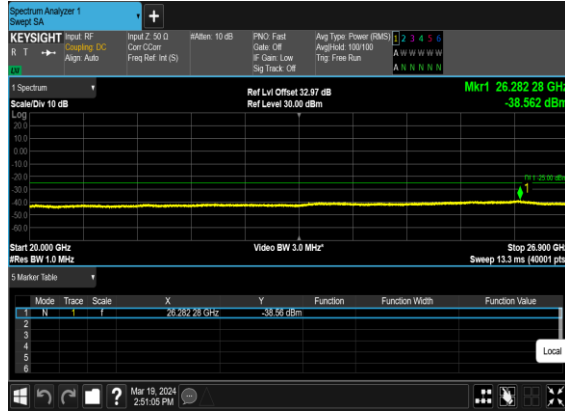 Spectrum Analyzer 1
Swept SA
KEYSIGHT Input: RF Input Z: 50 Ω #Atten: 10 dB PNO: Fast Avg Type: Power (RMS) 1 2 3 4 5 6
R T Coupling: DC Corr CCorr Gate: Off Avg|Hold: 100/100 A W W W W W
Align: Auto Freq Ref: Int (S) IF Gain: Low Trig: Free Run
LV Sig Track: Off A N N N N N
1 Spectrum Ref Lvl Offset 32.97 dB Mkr1 26.282 28 GHz
Scale/Div 10 dB Ref Level 30.00 dBm -38.562 dBm
Log
20.0
10.0
0.00
-10.0
-20.0
DL1 -25.00 dBm
-30.0
1
-40.0
-50.0
-60.0
Start 20.000 GHz Video BW 3.0 MHz* Stop 26.900 GHz
#Res BW 1.0 MHz Sweep 13.3 ms (40001 pts
5 Marker Table
Mode Trace Scale X Y Function Function Width Function Value
1 N 1 f 26.282 28 GHz -38.56 dBm
2
3
4
5
6
Local
? Mar 19, 2024
2:51:05 PM